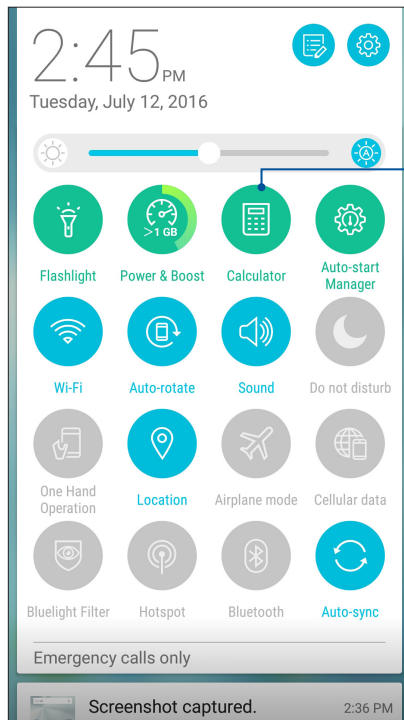 2:45 PM
Tuesday, July 12, 2016
A
>1 GB
Flashlight Power & Boost Calculator Auto-start Manager
Wi-Fi Auto-rotate Sound Do not disturb
One Hand Operation Location Airplane mode Cellular data
Bluelight Filter Hotspot Bluetooth Auto-sync
Emergency calls only
Screenshot captured. 2:36 PM